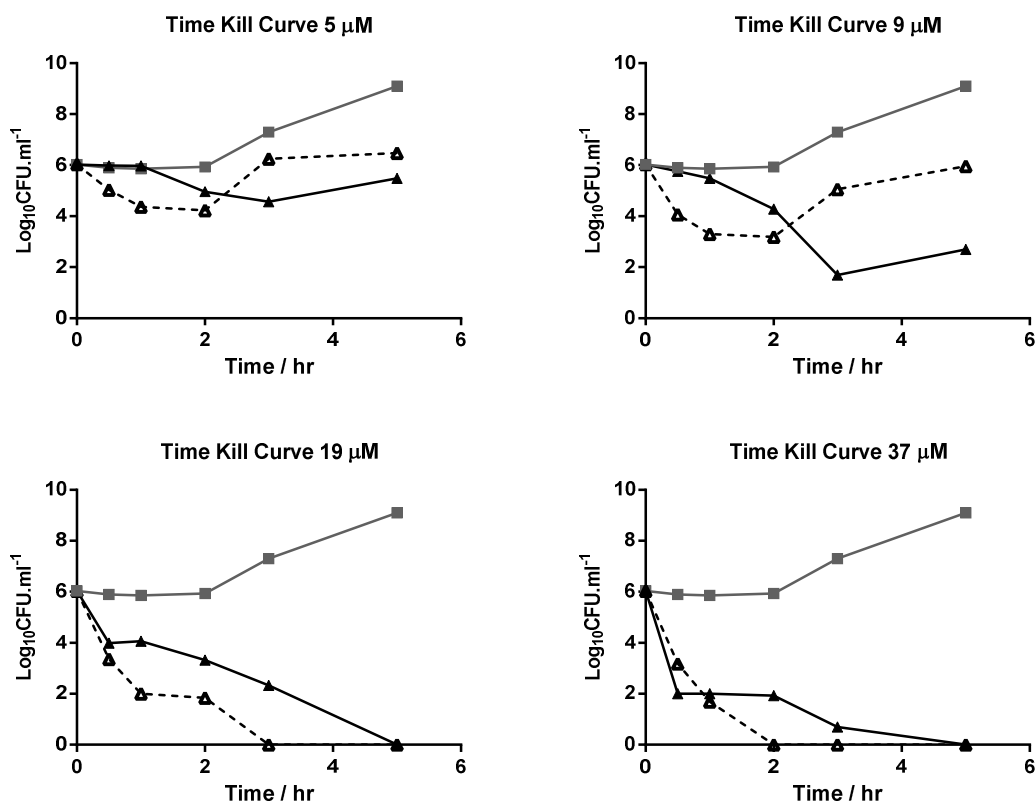 Time Kill Curve 5 μM
Log₁₀CFU.ml⁻¹
10
8
6
4
2
0
0 2 4 6
Time / hr
Time Kill Curve 9 μM
Log₁₀CFU.ml⁻¹
10
8
6
4
2
0
0 2 4 6
Time / hr
Time Kill Curve 19 μM
Log₁₀CFU.ml⁻¹
10
8
6
4
2
0
0 2 4 6
Time / hr
Time Kill Curve 37 μM
Log₁₀CFU.ml⁻¹
10
8
6
4
2
0
0 2 4 6
Time / hr